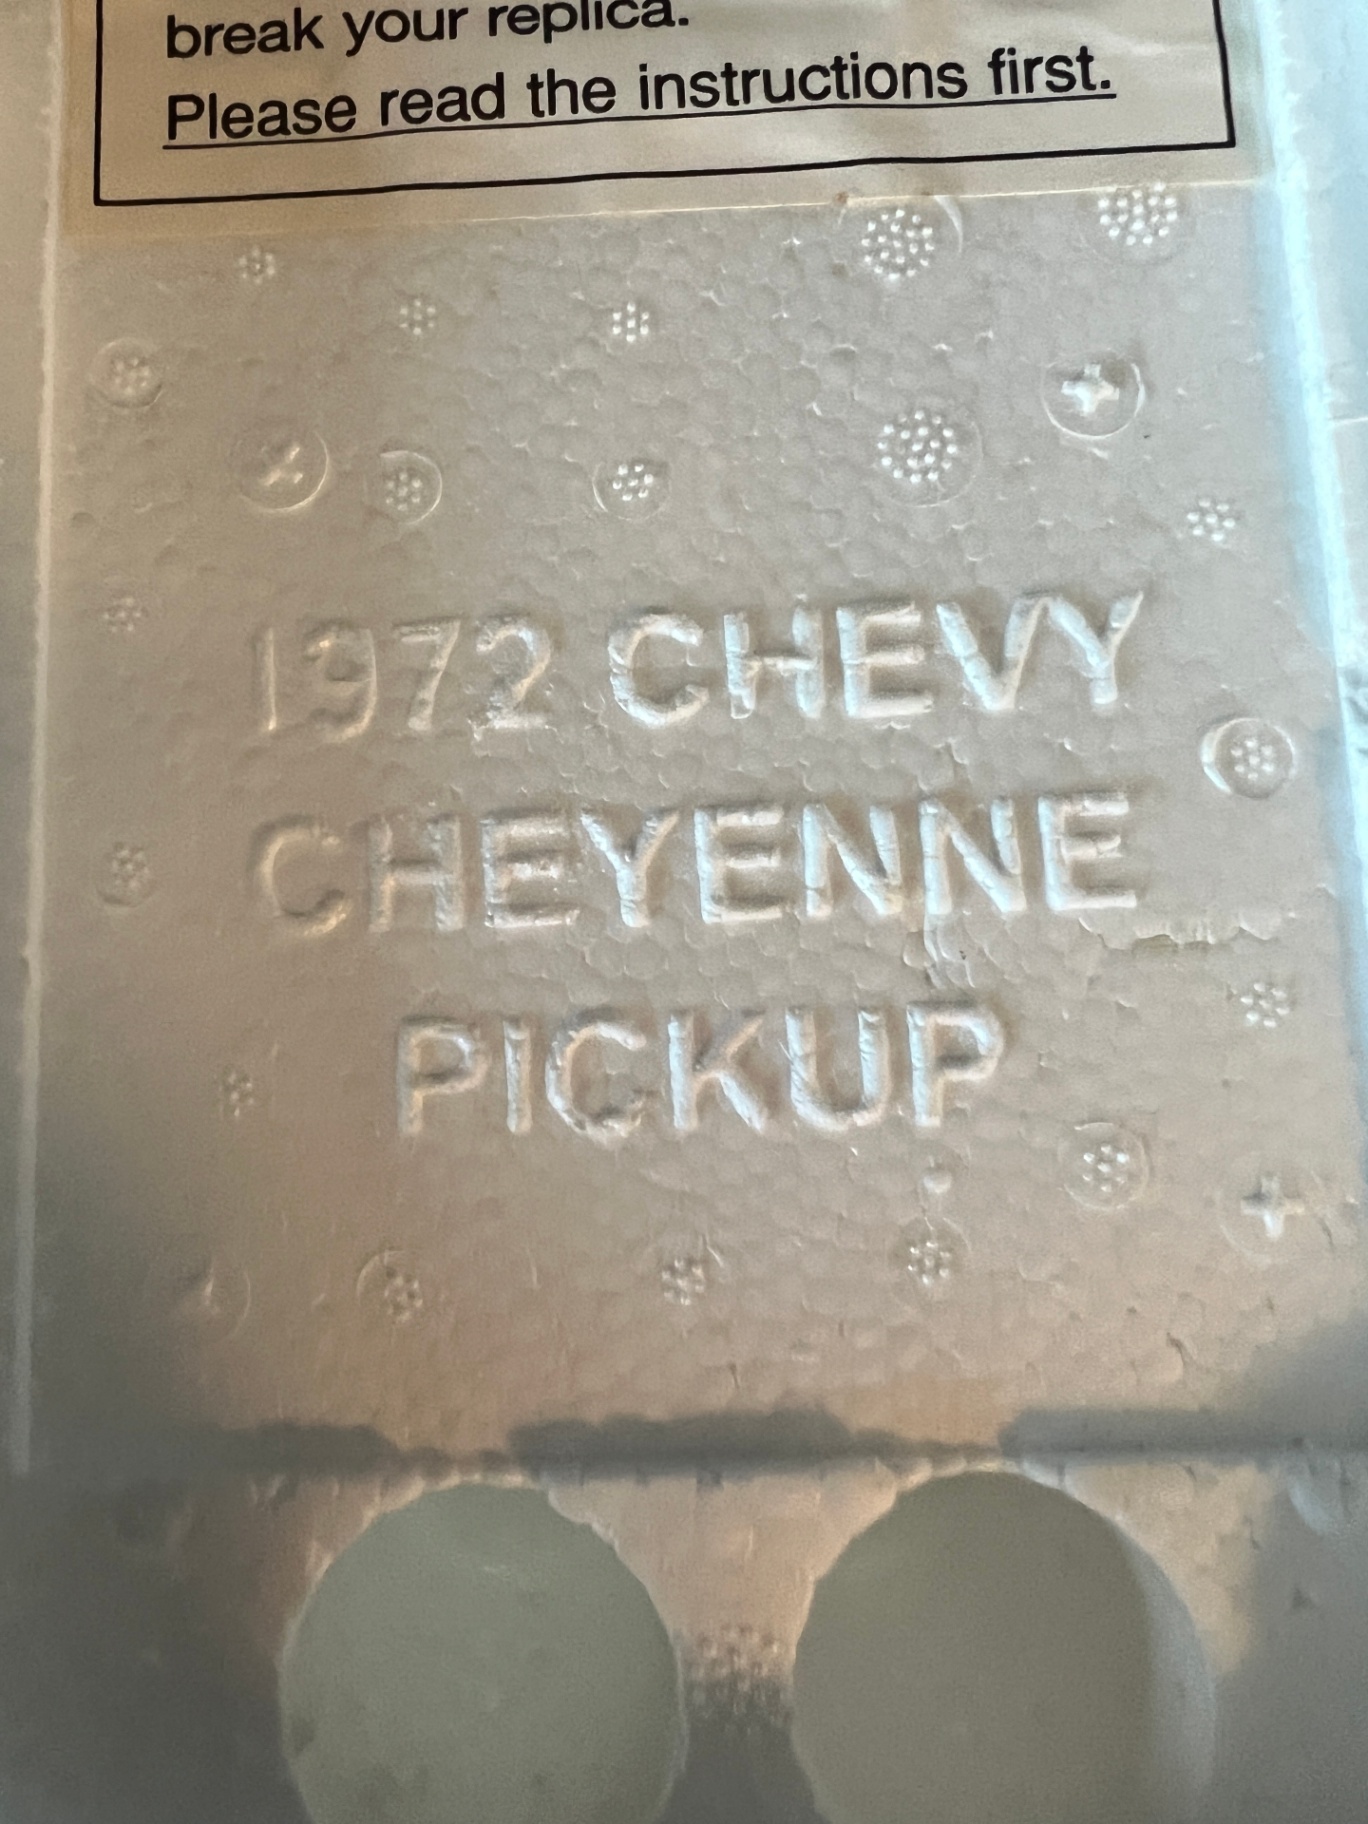 break your replica.
Please read the instructions first.
1972 CHEVY
CHEYENNE
PICKUP